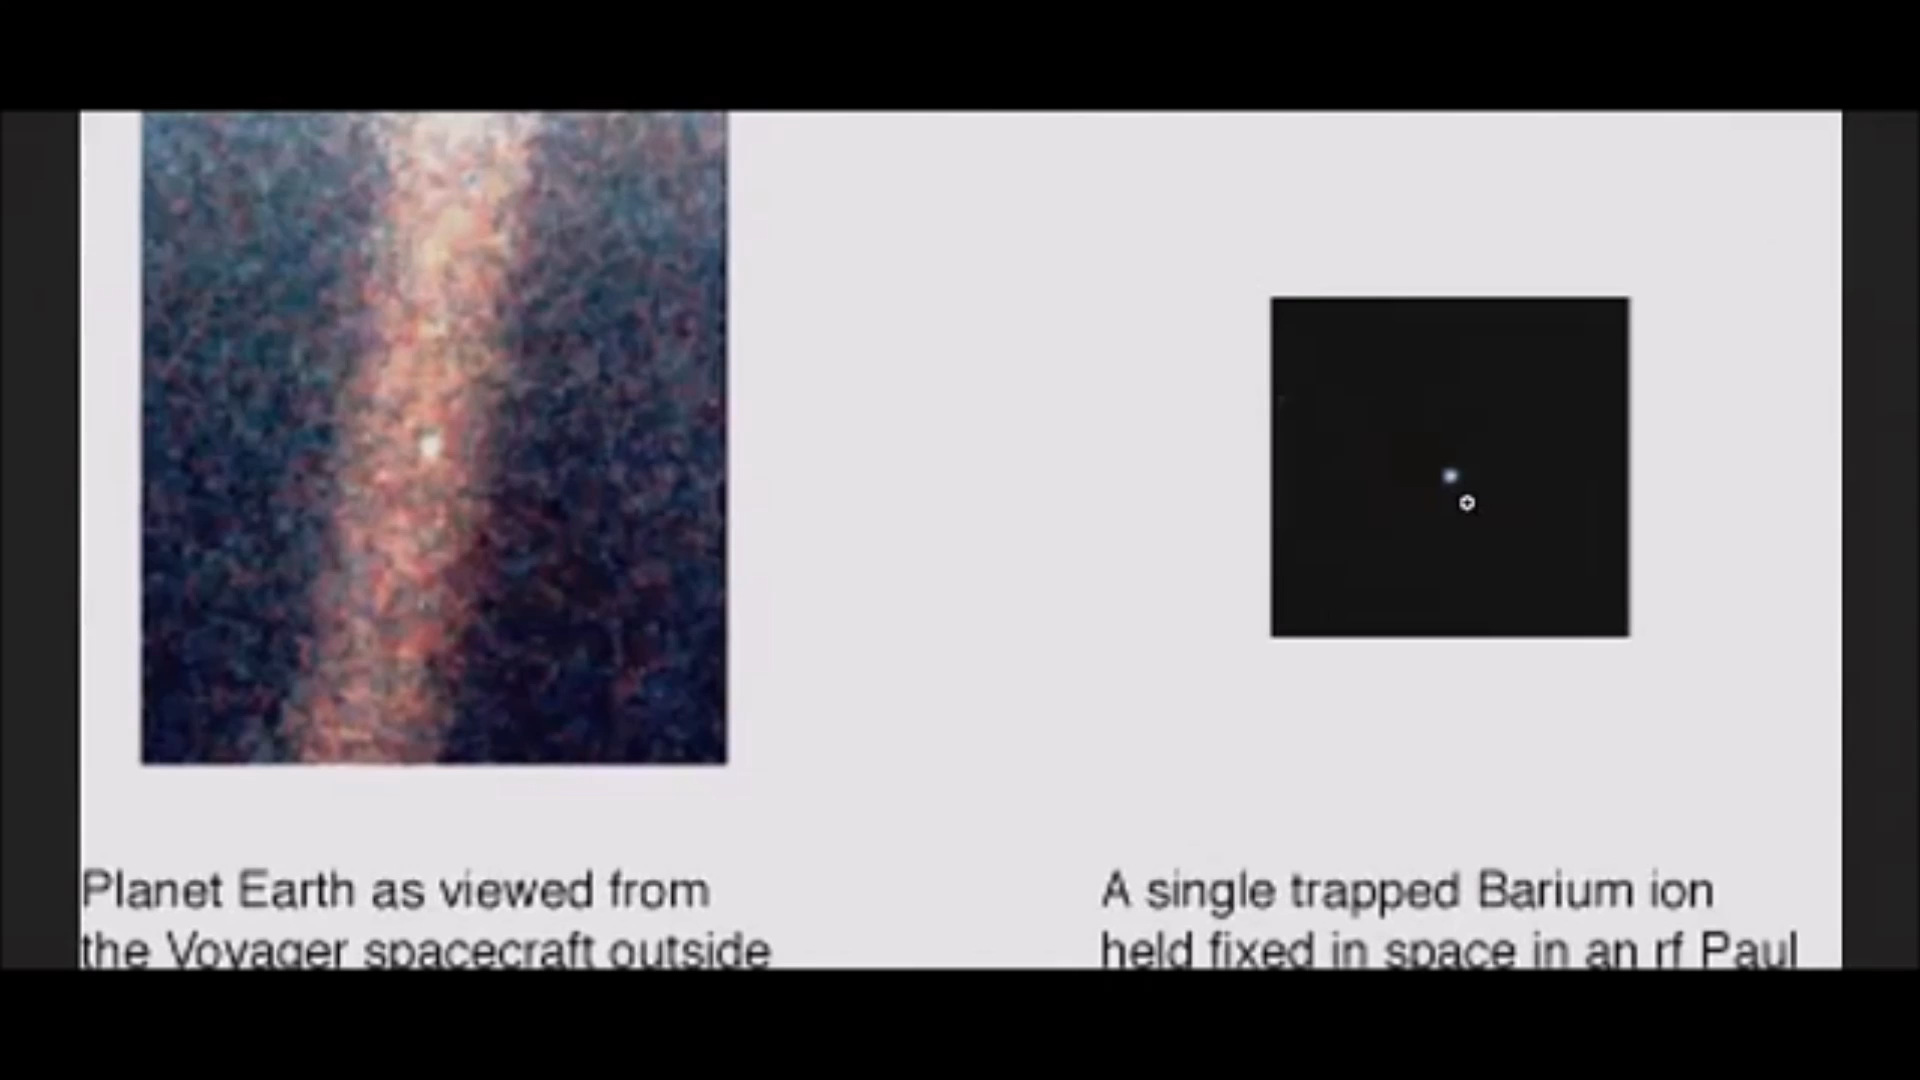 Planet Earth as viewed from
the Voyager spacecraft outside
A single trapped Barium ion
held fixed in space in an rf Paul